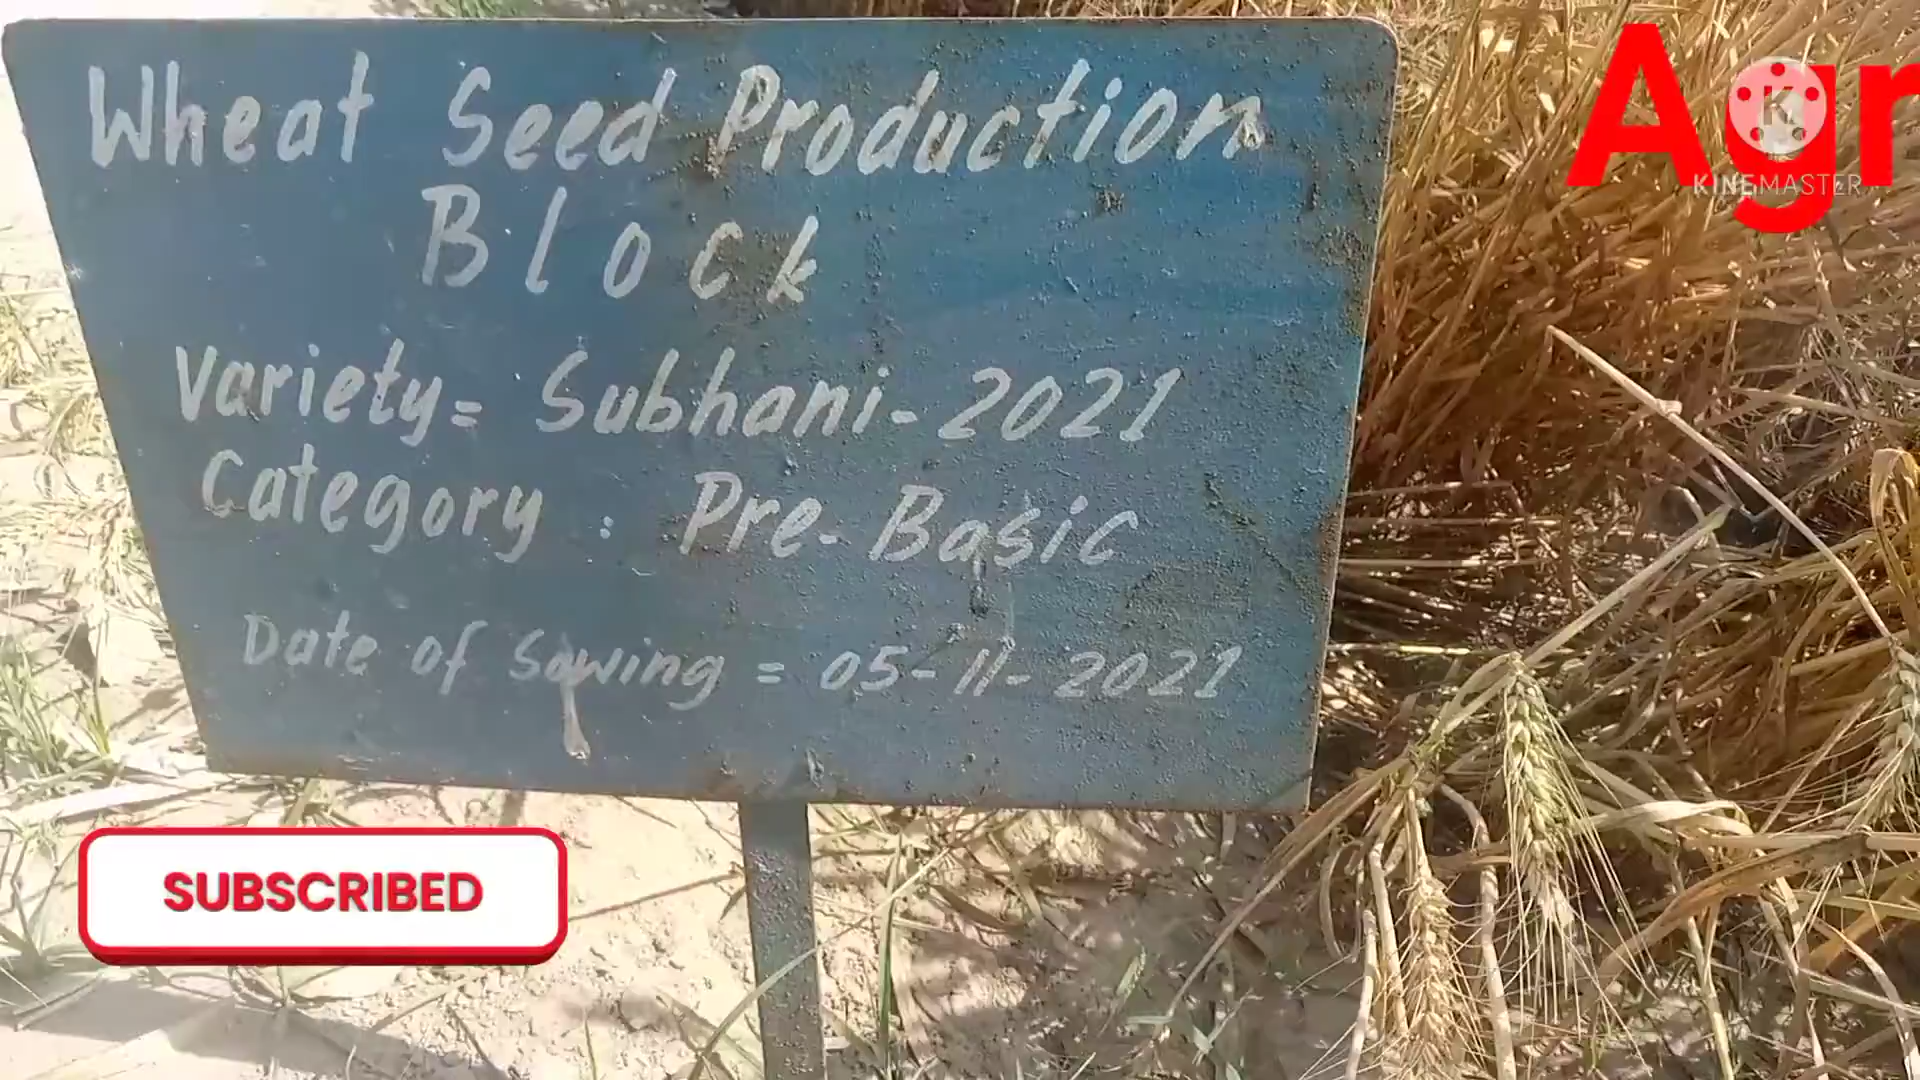 Wheat Seed Production
Block
Variety = Subhani - 2021
Category : Pre-Basic
Date of Sowing = 05-11-2021
Agr
KINEMASTER
SUBSCRIBED